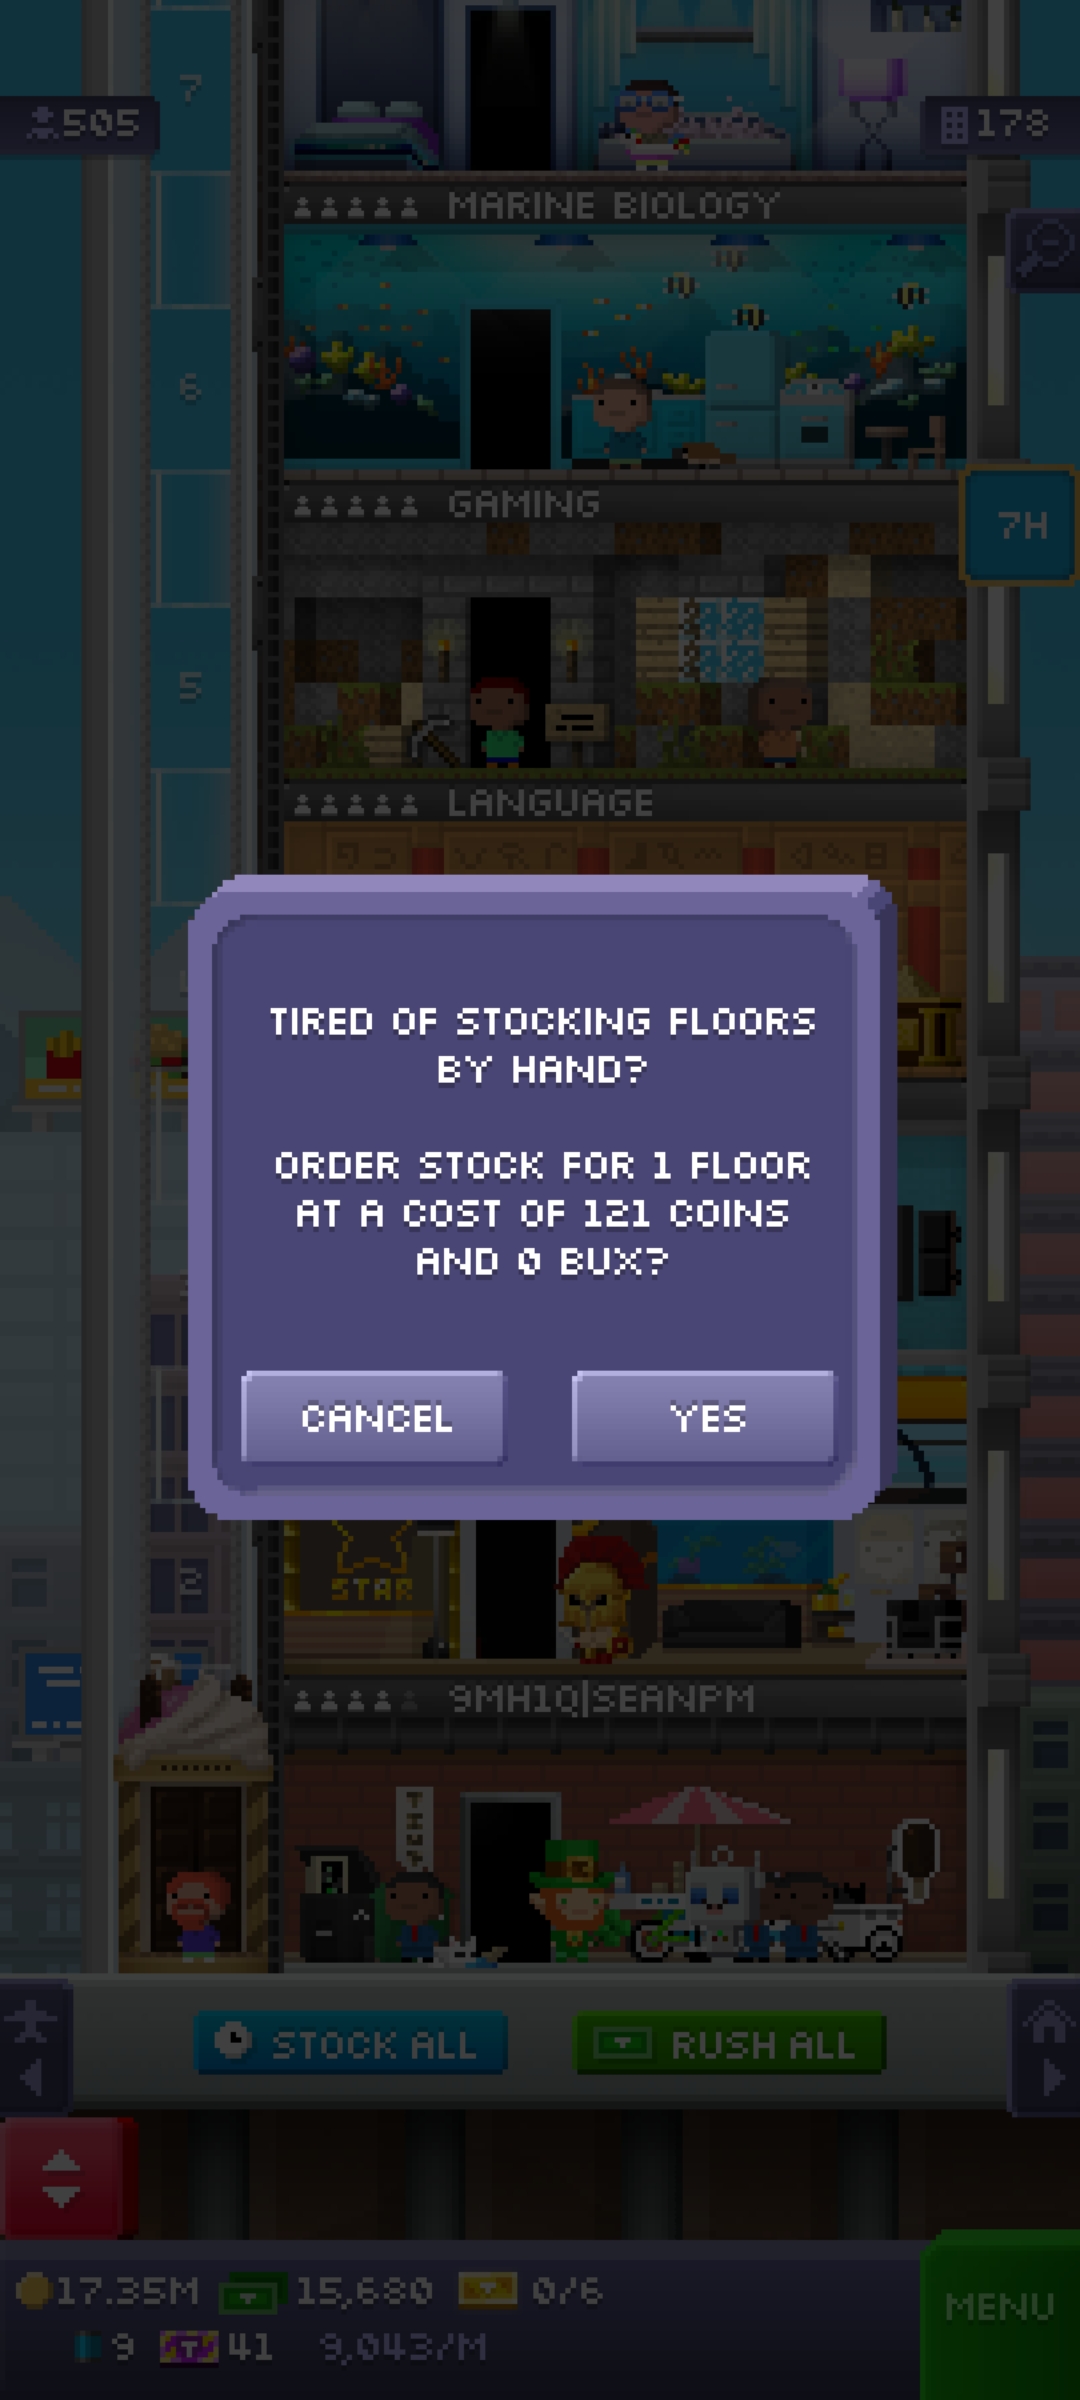 7
505
178
MARINE BIOLOGY
6
GAMING
7H
5
LANGUAGE
TIRED OF STOCKING FLOORS
BY HAND?
ORDER STOCK FOR 1 FLOOR
AT A COST OF 121 COINS
AND 0 BUX?
CANCEL
YES
STAR
2
9MH1Q|SEANPM
STOCK ALL
RUSH ALL
17.35M
15,680
0/6
MENU
9
41
9,043/M